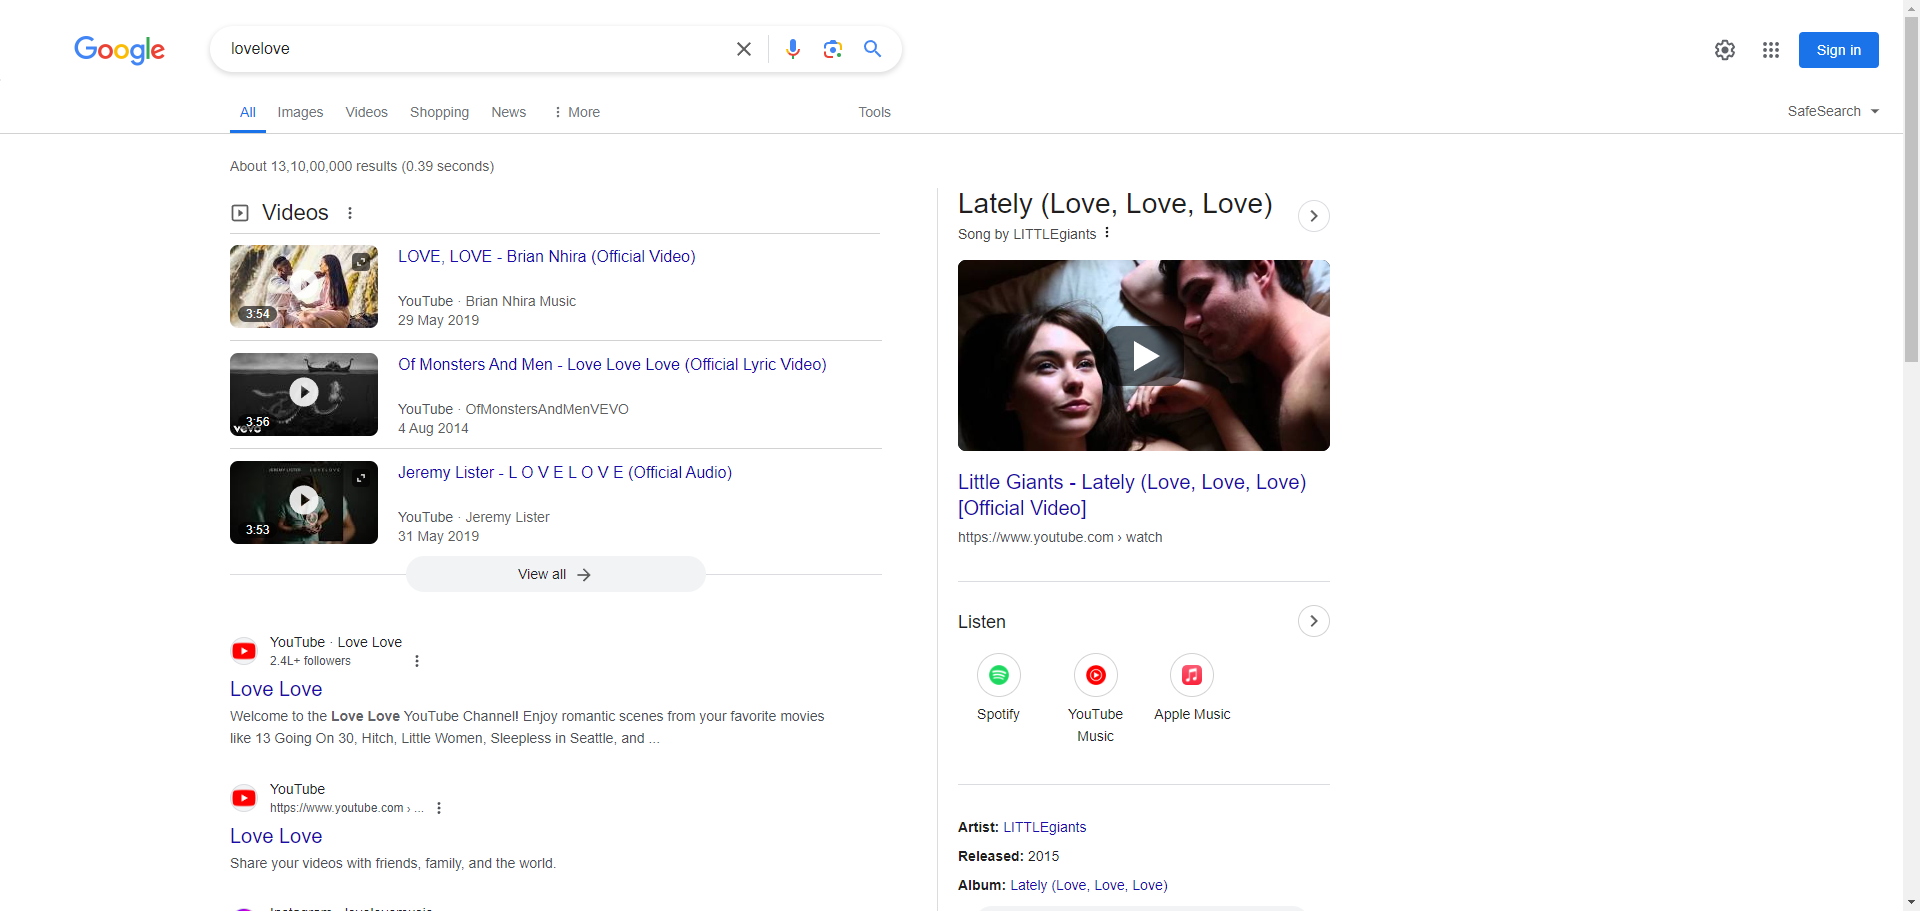 Google
lovelove
Sign in
All Images Videos Shopping News More Tools
SafeSearch
About 13,10,00,000 results (0.39 seconds)
Videos
3:54
LOVE, LOVE - Brian Nhira (Official Video)
YouTube · Brian Nhira Music
29 May 2019
3:56
vevo
Of Monsters And Men - Love Love Love (Official Lyric Video)
YouTube · OfMonstersAndMenVEVO
4 Aug 2014
JEREMY LISTER LOVELOVE
3:53
Jeremy Lister - L O V E L O V E (Official Audio)
YouTube · Jeremy Lister
31 May 2019
View all
YouTube · Love Love
2.4L+ followers
Love Love
Welcome to the Love Love YouTube Channel! Enjoy romantic scenes from your favorite movies
like 13 Going On 30, Hitch, Little Women, Sleepless in Seattle, and ...
YouTube
https://www.youtube.com › ...
Love Love
Share your videos with friends, family, and the world.
Instagram · lovelovemusic
Lately (Love, Love, Love)
Song by LITTLEgiants
Little Giants - Lately (Love, Love, Love)
[Official Video]
https://www.youtube.com › watch
Listen
Spotify
YouTube
Music
Apple Music
Artist: LITTLEgiants
Released: 2015
Album: Lately (Love, Love, Love)